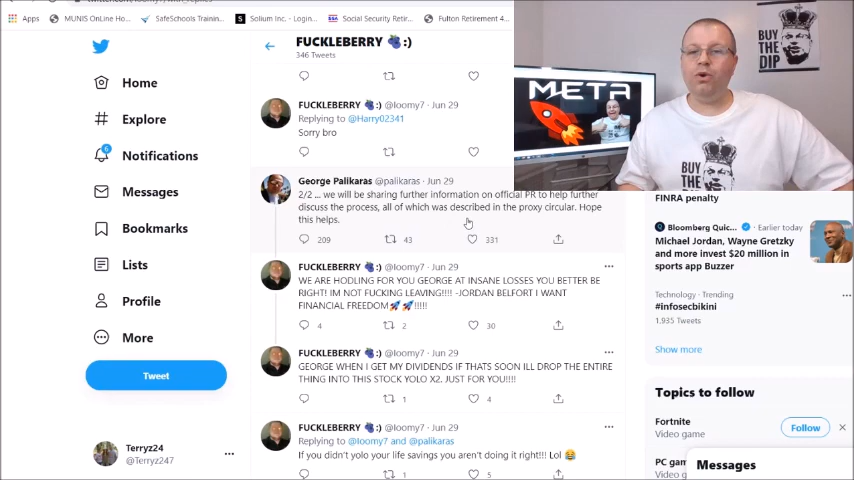 Apps
MUNIS OnLine Ho...
SafeSchools Trainin...
Solium Inc. - Login...
Social Security Retir...
Fulton Retirement 4...
FUCKLEBERRY 🍇 :)
346 Tweets
Home
Explore
6
Notifications
Messages
Bookmarks
Lists
Profile
More
Tweet
Terryz24
@Terryz247
FUCKLEBERRY 🍇 :) @loomy7 · Jun 29
Replying to @Harry02341
Sorry bro
George Palikaras @palikaras · Jun 29
2/2 ... we will be sharing further information on official PR to help further
discuss the process, all of which was described in the proxy circular. Hope
this helps.
209 43 331
FUCKLEBERRY 🍇 :) @loomy7 · Jun 29
WE ARE HODLING FOR YOU GEORGE AT INSANE LOSSES YOU BETTER BE
RIGHT! IM NOT FUCKING LEAVING!!!! -JORDAN BELFORT I WANT
FINANCIAL FREEDOM🚀🚀!!!!!
4 2 30
FUCKLEBERRY 🍇 :) @loomy7 · Jun 29
GEORGE WHEN I GET MY DIVIDENDS IF THATS SOON ILL DROP THE ENTIRE
THING INTO THIS STOCK YOLO X2. JUST FOR YOU!!!!
1 4
FUCKLEBERRY 🍇 :) @loomy7 · Jun 29
Replying to @loomy7 and @palikaras
If you didn't yolo your life savings you aren't doing it right!!! Lol 😂
1 5
META
BUY
THE
DIP
BUY
THE
FINRA penalty
Bloomberg Quic... · Earlier today
Michael Jordan, Wayne Gretzky
and more invest $20 million in
sports app Buzzer
Technology · Trending
#infosecbikini
1,935 Tweets
Show more
Topics to follow
Fortnite
Video game
Follow
PC gam
Video g
Messages